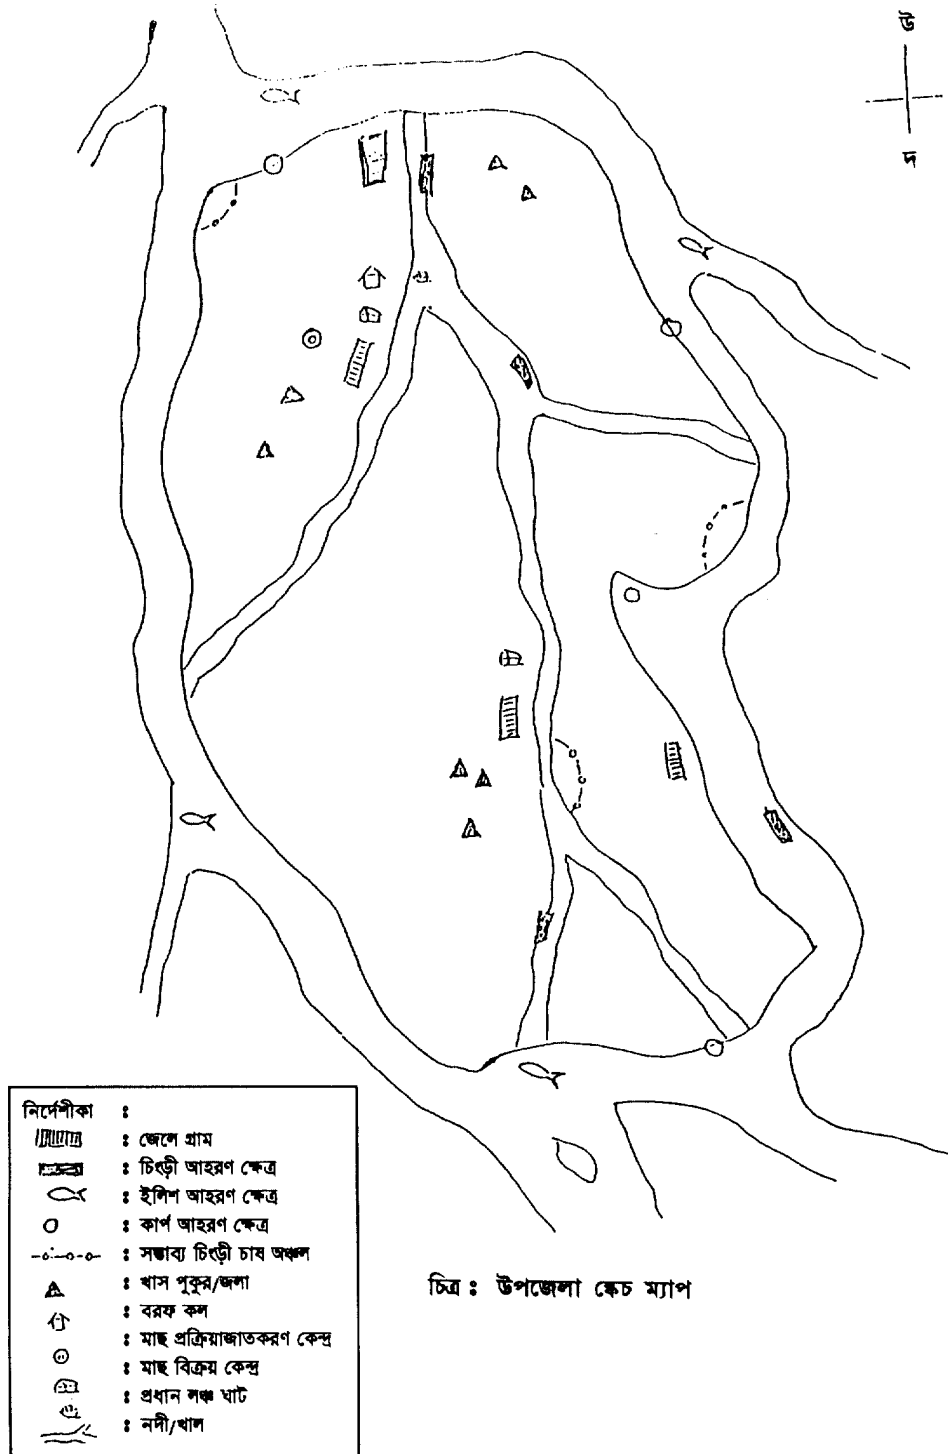 উ
দ
নির্দেশীকা :
: জেলে গ্রাম
: চিংড়ী আহরণ ক্ষেত্র
: ইলিশ আহরণ ক্ষেত্র
: কার্প আহরণ ক্ষেত্র
: সম্ভাব্য চিংড়ী চাষ অঞ্চল
: খাস পুকুর/জলা
: বরফ কল
: মাছ প্রক্রিয়াজাতকরণ কেন্দ্র
: মাছ বিক্রয় কেন্দ্র
: প্রধান লঞ্চ ঘাট
: নদী/খাল
চিত্র : উপজেলা স্কেচ ম্যাপ